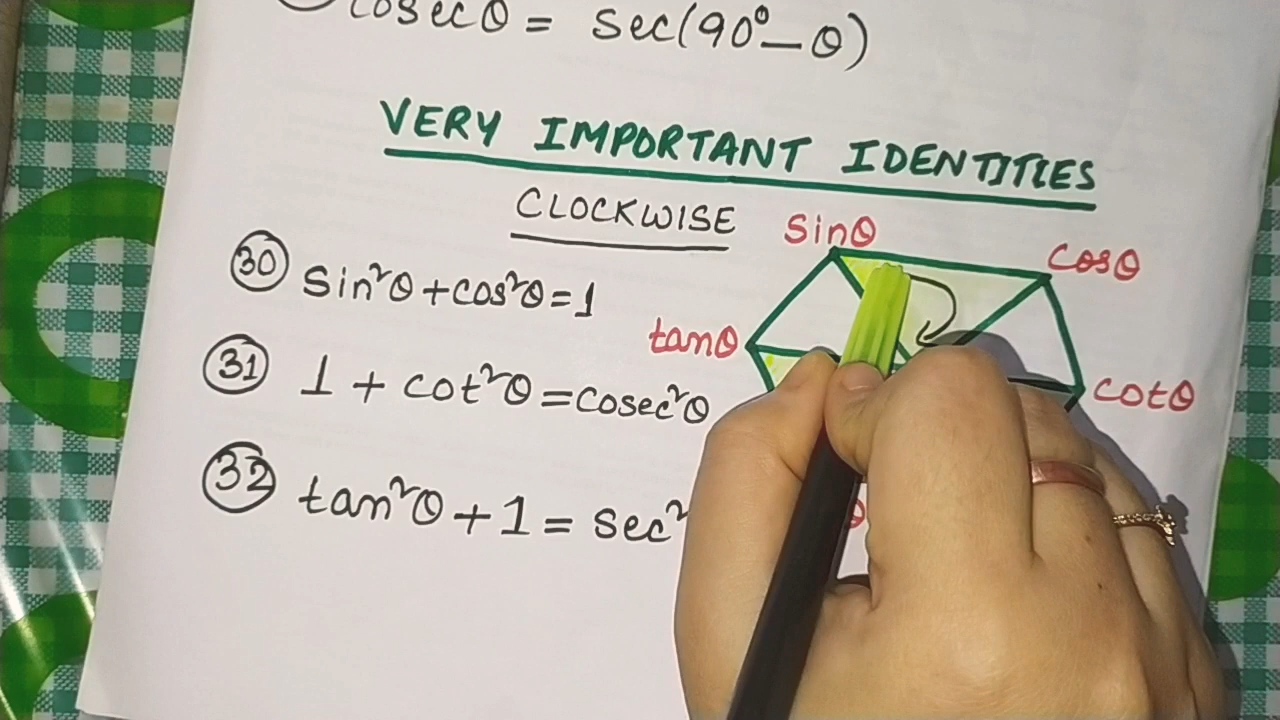 cosecθ = sec(90°-θ)
VERY IMPORTANT IDENTITIES
CLOCKWISE
sinθ
cosθ
30 sin²θ+cos²θ=1
tanθ
31 1 + cot²θ=cosec²θ
cotθ
32 tan²θ+1= sec²
θ